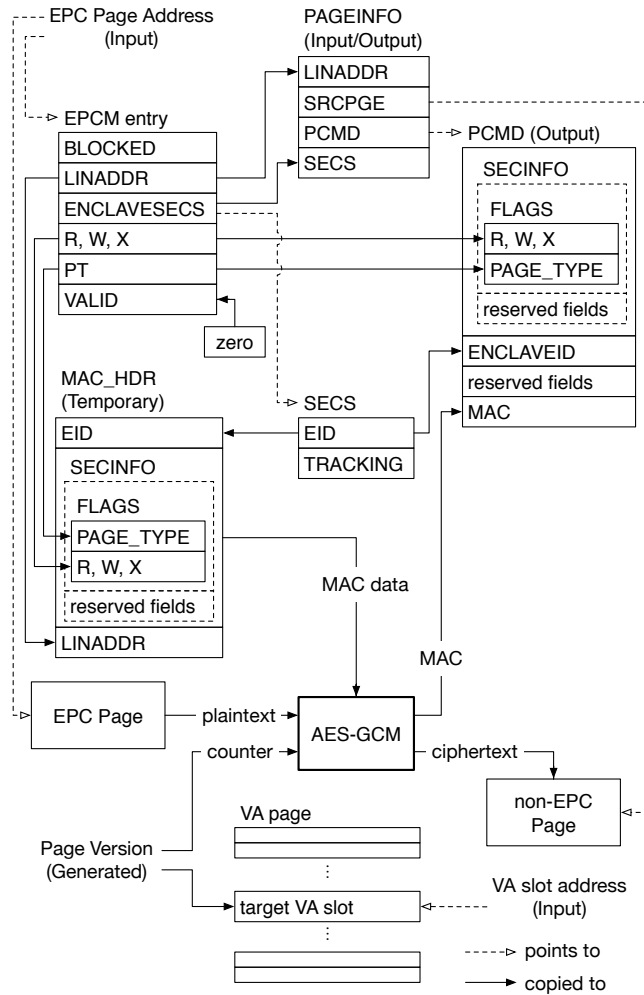 EPC Page Address
(Input)
PAGEINFO
(Input/Output)
LINADDR
SRCPGE
PCMD
SECS
EPCM entry
BLOCKED
LINADDR
ENCLAVESECS
R, W, X
PT
VALID
zero
PCMD (Output)
SECINFO
FLAGS
R, W, X
PAGE_TYPE
reserved fields
ENCLAVEID
reserved fields
MAC
MAC_HDR
(Temporary)
EID
SECINFO
FLAGS
PAGE_TYPE
R, W, X
reserved fields
LINADDR
SECS
EID
TRACKING
MAC data
MAC
EPC Page
plaintext
counter
AES-GCM
ciphertext
non-EPC
Page
Page Version
(Generated)
VA page
⋮
target VA slot
⋮
VA slot address
(Input)
points to
copied to